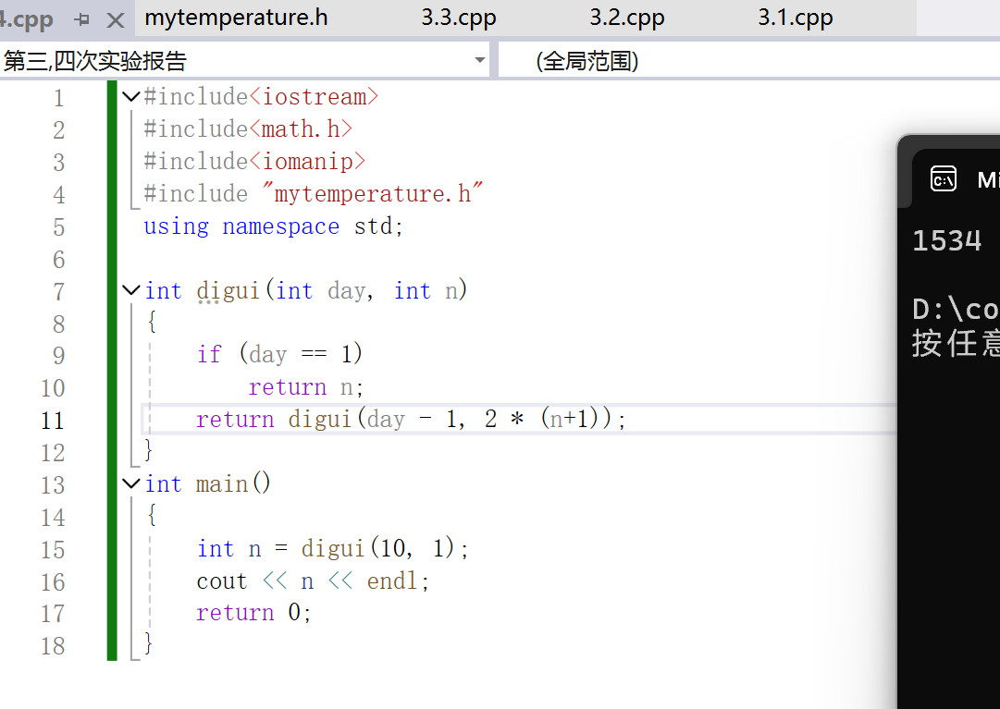 4.cpp mytemperature.h 3.3.cpp 3.2.cpp 3.1.cpp
第三,四次实验报告 (全局范围)
1 #include<iostream>
2 #include<math.h>
3 #include<iomanip>
4 #include "mytemperature.h"
5 using namespace std;
6
7 int digui(int day, int n)
8 {
9 if (day == 1)
10 return n;
11 return digui(day - 1, 2 * (n+1));
12 }
13 int main()
14 {
15 int n = digui(10, 1);
16 cout << n << endl;
17 return 0;
18 }
C:\ Mi
1534
D:\co
按任意